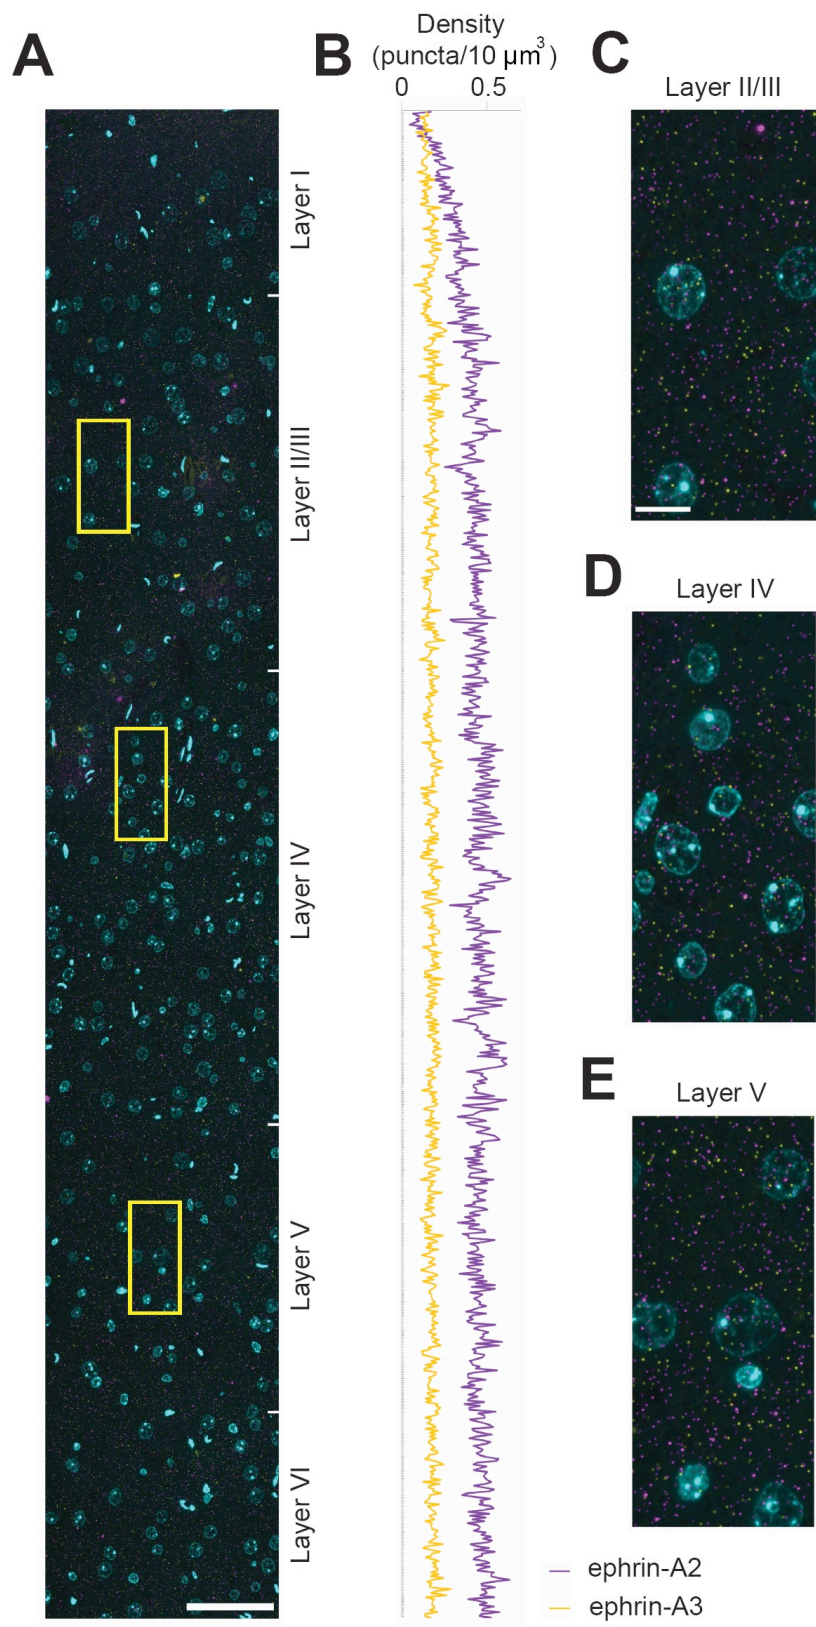 A
B
Density
(puncta/10 µm³)
0 0.5
C
Layer II/III
Layer I
Layer II/III
Layer IV
Layer V
Layer VI
D
Layer IV
E
Layer V
ephrin-A2
ephrin-A3